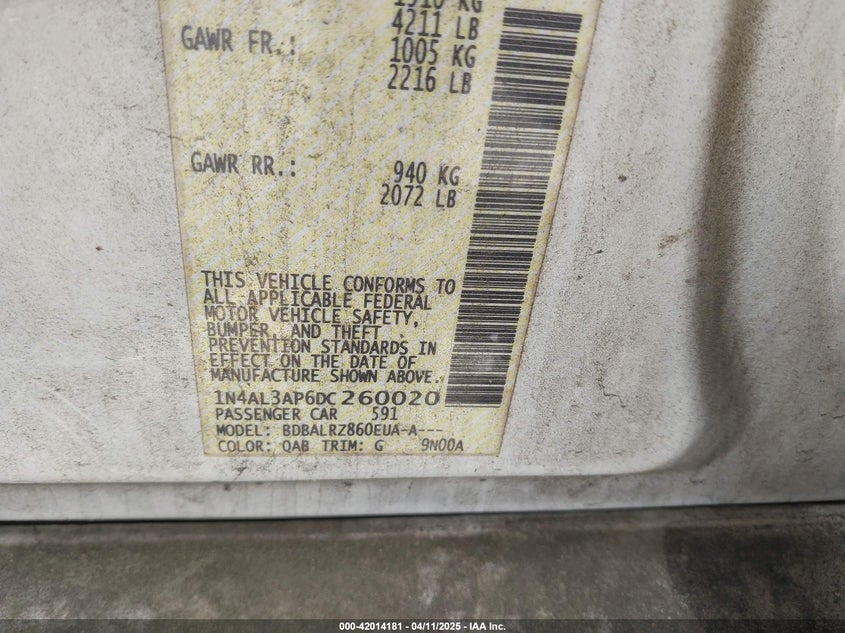 1910 KG
4211 LB
GAWR FR.: 1005 KG
2216 LB
GAWR RR.: 940 KG
2072 LB
THIS VEHICLE CONFORMS TO
ALL APPLICABLE FEDERAL
MOTOR VEHICLE SAFETY,
BUMPER, AND THEFT
PREVENTION STANDARDS IN
EFFECT ON THE DATE OF
MANUFACTURE SHOWN ABOVE.
1N4AL3AP6DC260020
PASSENGER CAR 591
MODEL: BDBALRZ860EUA-A---
COLOR: QAB TRIM: G 9N00A
000-42014181 - 04/11/2025 - IAA Inc.